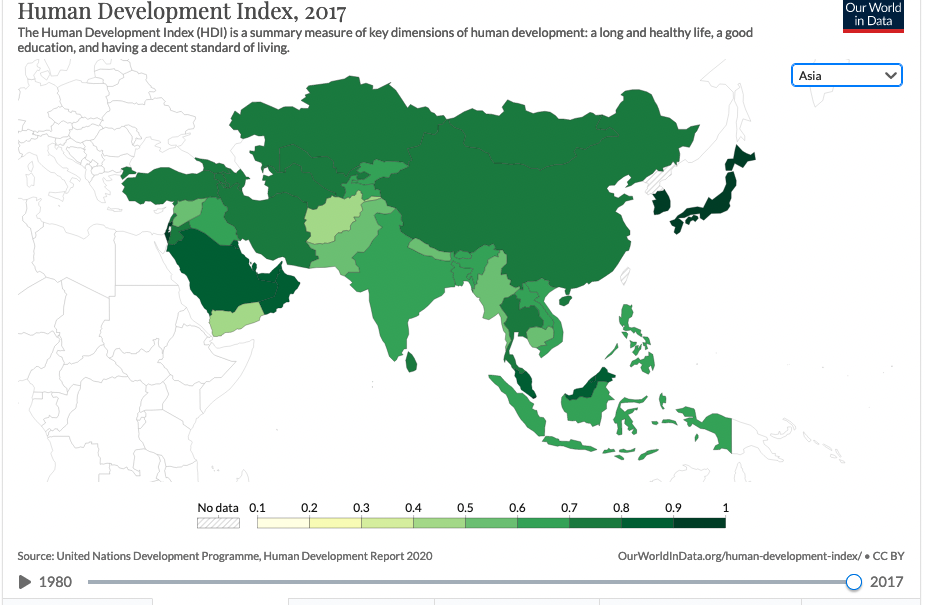 Human Development Index, 2017
The Human Development Index (HDI) is a summary measure of key dimensions of human development: a long and healthy life, a good
education, and having a decent standard of living.
Our World
in Data
Asia
No data 0.1 0.2 0.3 0.4 0.5 0.6 0.7 0.8 0.9 1
Source: United Nations Development Programme, Human Development Report 2020
OurWorldInData.org/human-development-index/ • CC BY
1980 2017